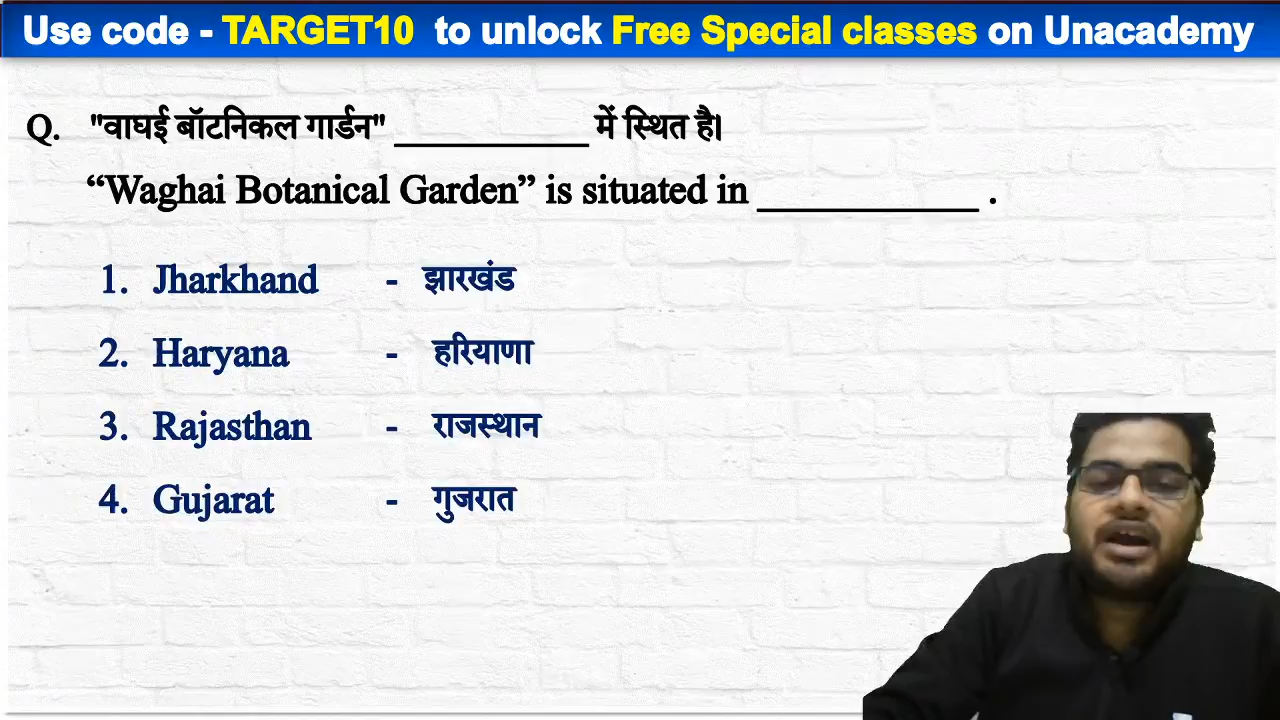 Use code - TARGET10 to unlock Free Special classes on Unacademy
Q. "वाघई बॉटनिकल गार्डन" __________ में स्थित है।
“Waghai Botanical Garden” is situated in ___________ .
1. Jharkhand - झारखंड
2. Haryana - हरियाणा
3. Rajasthan - राजस्थान
4. Gujarat - गुजरात